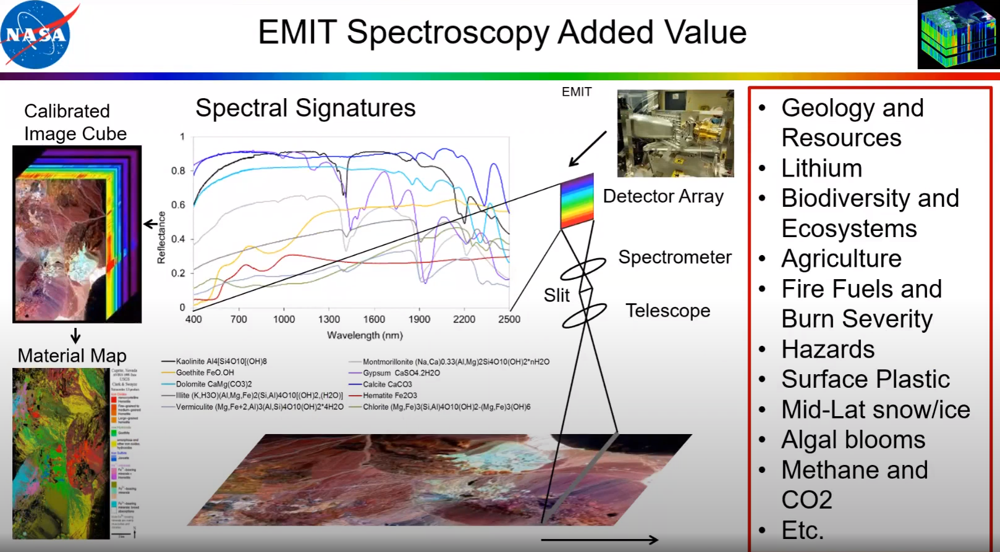 NASA
EMIT Spectroscopy Added Value
Calibrated
Image Cube
Material Map
Cuprite, Nevada
USGS
Clark & Swayze
Goethite
Spectral Signatures
Reflectance
1
0.8
0.6
0.4
0.2
0
400 700 1000 1300 1600 1900 2200 2500
Wavelength (nm)
Kaolinite Al4[Si4O10[(OH)8
Goethite FeO.OH
Dolomite CaMg(CO3)2
Illite (K,H3O)(Al,Mg,Fe)2(Si,Al)4O10[(OH)2,(H2O)]
Vermiculite (Mg,Fe+2,Al)3(Al,Si)4O10(OH)2*4H2O
Montmorillonite (Na,Ca)0.33(Al,Mg)2Si4O10(OH)2*nH2O
Gypsum CaSO4.2H2O
Calcite CaCO3
Hematite Fe2O3
Chlorite (Mg,Fe)3(Si,Al)4O10(OH)2-(Mg,Fe)3(OH)6
EMIT
Detector Array
Spectrometer
Slit
Telescope
• Geology and
Resources
• Lithium
• Biodiversity and
Ecosystems
• Agriculture
• Fire Fuels and
Burn Severity
• Hazards
• Surface Plastic
• Mid-Lat snow/ice
• Algal blooms
• Methane and
CO2
• Etc.